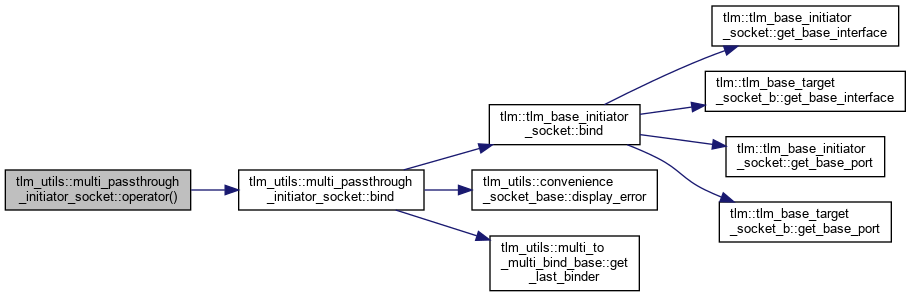 tlm_utils::multi_passthrough
_initiator_socket::operator()
tlm_utils::multi_passthrough
_initiator_socket::bind
tlm::tlm_base_initiator
_socket::bind
tlm::tlm_base_initiator
_socket::get_base_interface
tlm::tlm_base_target
_socket_b::get_base_interface
tlm::tlm_base_initiator
_socket::get_base_port
tlm::tlm_base_target
_socket_b::get_base_port
tlm_utils::convenience
_socket_base::display_error
tlm_utils::multi_to
_multi_bind_base::get
_last_binder